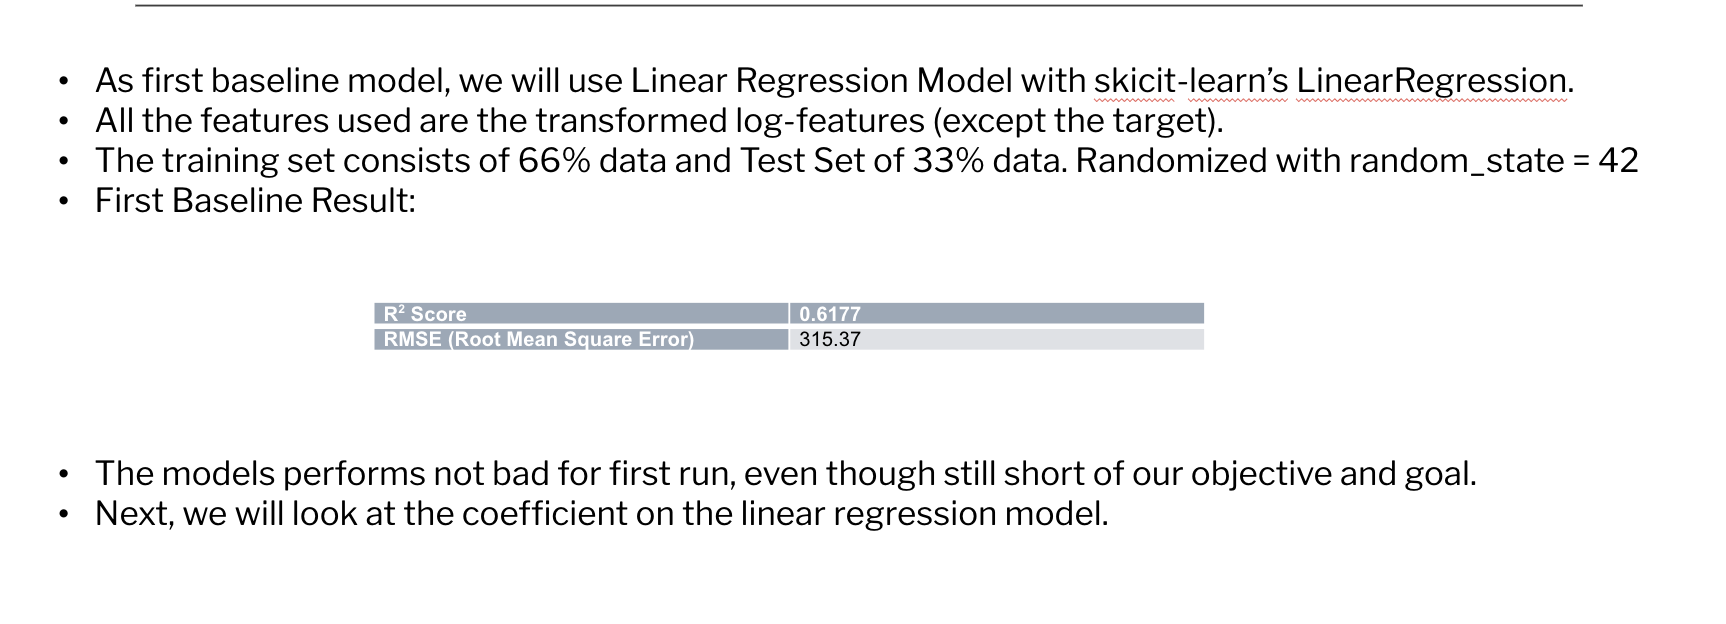 • As first baseline model, we will use Linear Regression Model with skicit-learn’s LinearRegression.
• All the features used are the transformed log-features (except the target).
• The training set consists of 66% data and Test Set of 33% data. Randomized with random_state = 42
• First Baseline Result:
R² Score 0.6177
RMSE (Root Mean Square Error) 315.37
• The models performs not bad for first run, even though still short of our objective and goal.
• Next, we will look at the coefficient on the linear regression model.